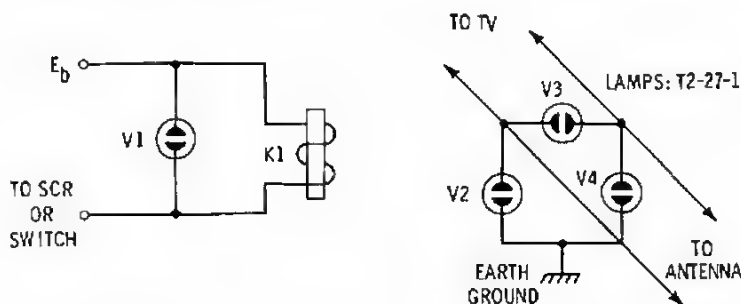 E_b
V1
K1
TO SCR
OR
SWITCH
TO TV
LAMPS: T2-27-1
V3
V2
V4
EARTH
GROUND
TO
ANTENNA